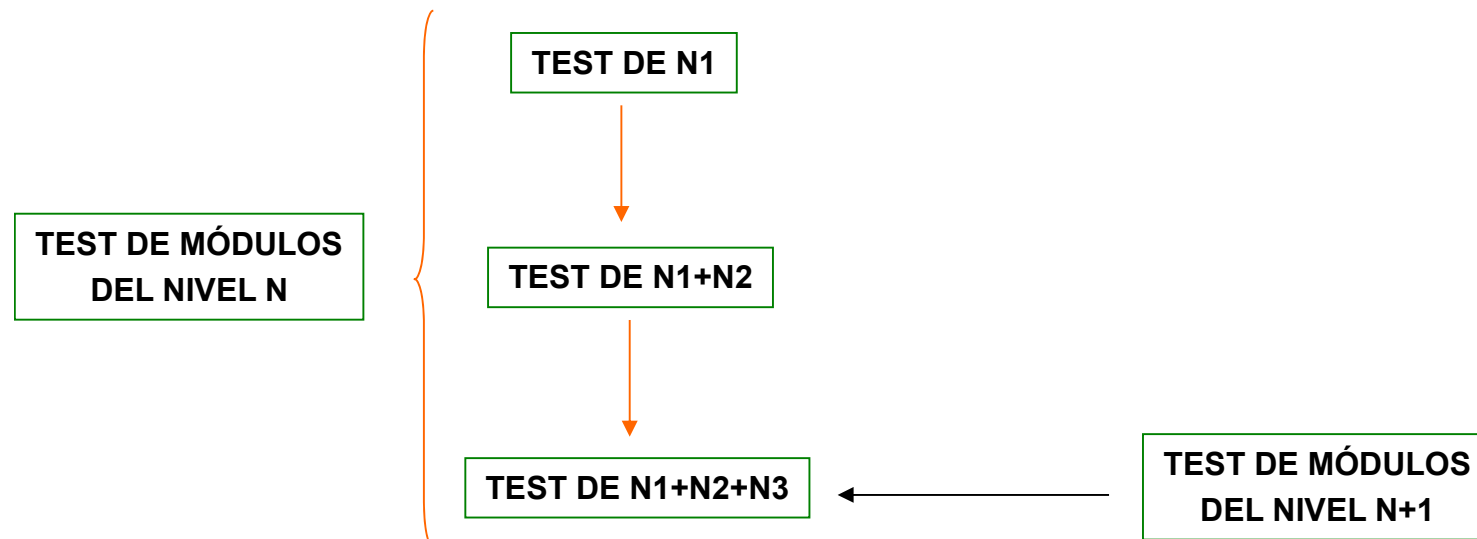 TEST DE N1
TEST DE MÓDULOS
DEL NIVEL N
TEST DE N1+N2
TEST DE N1+N2+N3
TEST DE MÓDULOS
DEL NIVEL N+1